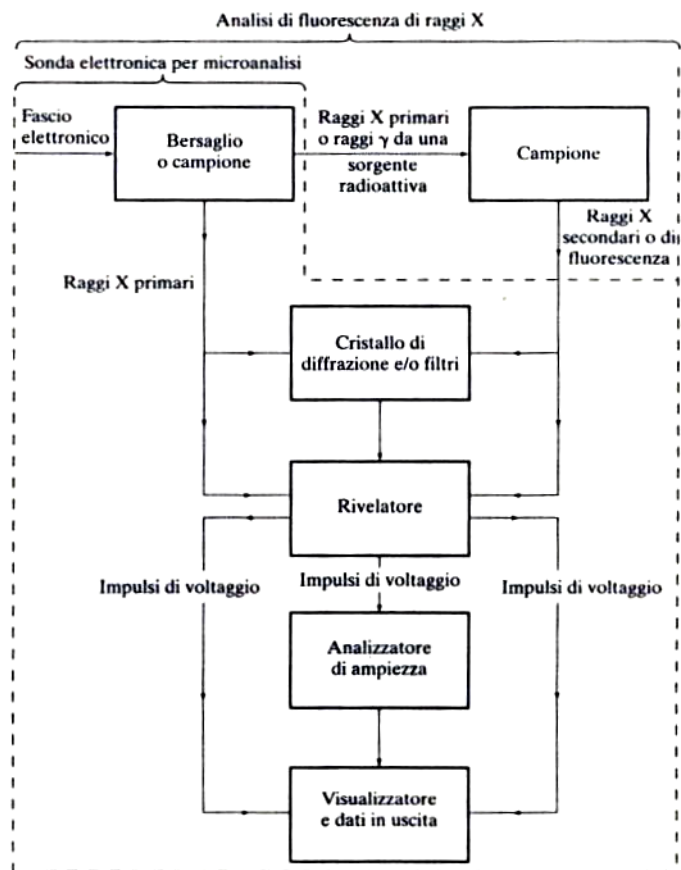 Analisi di fluorescenza di raggi X
Sonda elettronica per microanalisi
Fascio
elettronico
Bersaglio
o campione
Raggi X primari
o raggi γ da una
sorgente
radioattiva
Campione
Raggi X
secondari o di
fluorescenza
Raggi X primari
Cristallo di
diffrazione e/o filtri
Rivelatore
Impulsi di voltaggio
Impulsi di voltaggio
Impulsi di voltaggio
Analizzatore
di ampiezza
Visualizzatore
e dati in uscita